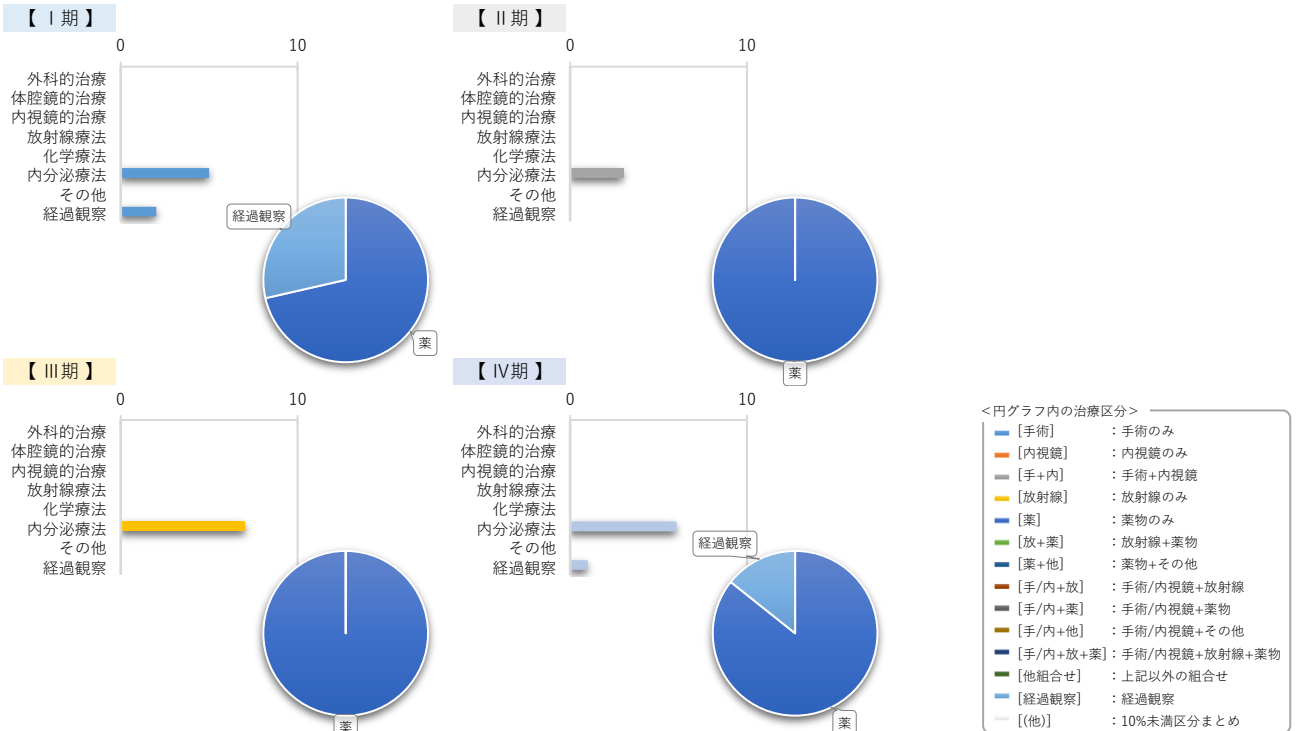 【 Ⅰ期 】
0 10
外科的治療
体腔鏡的治療
内視鏡的治療
放射線療法
化学療法
内分泌療法
その他
経過観察
経過観察
薬
【 Ⅱ期 】
0 10
外科的治療
体腔鏡的治療
内視鏡的治療
放射線療法
化学療法
内分泌療法
その他
経過観察
薬
【 Ⅲ期 】
0 10
外科的治療
体腔鏡的治療
内視鏡的治療
放射線療法
化学療法
内分泌療法
その他
経過観察
薬
【 Ⅳ期 】
0 10
外科的治療
体腔鏡的治療
内視鏡的治療
放射線療法
化学療法
内分泌療法
その他
経過観察
経過観察
薬
＜円グラフ内の治療区分＞
[手術] ：手術のみ
[内視鏡] ：内視鏡のみ
[手+内] ：手術+内視鏡
[放射線] ：放射線のみ
[薬] ：薬物のみ
[放+薬] ：放射線+薬物
[薬+他] ：薬物+その他
[手/内+放] ：手術/内視鏡+放射線
[手/内+薬] ：手術/内視鏡+薬物
[手/内+他] ：手術/内視鏡+その他
[手/内+放+薬]：手術/内視鏡+放射線+薬物
[他組合せ] ：上記以外の組合せ
[経過観察] ：経過観察
[(他)] ：10%未満区分まとめ